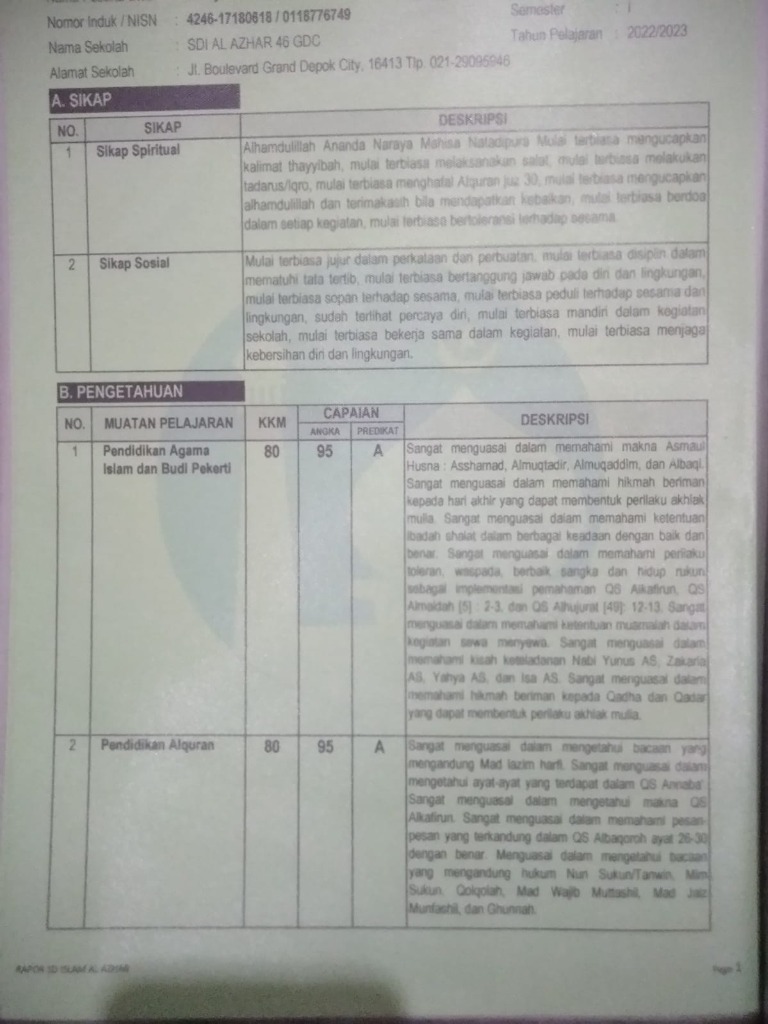 Nomor Induk / NISN : 4246-17180618 / 0118776749
Semester : I
Nama Sekolah : SDI AL AZHAR 46 GDC
Tahun Pelajaran : 2022/2023
Alamat Sekolah : Jl. Boulevard Grand Depok City, 16413 Tlp. 021-29095946
A. SIKAP
NO. SIKAP DESKRIPSI
1 Sikap Spiritual
Alhamdulillah Ananda Naraya Mahisa Natadipura Mulai terbiasa mengucapkan
kalimat thayyibah, mulai terbiasa melaksanakan salat, mulai terbiasa melakukan
tadarus/Iqro, mulai terbiasa menghafal Alquran juz 30, mulai terbiasa mengucapkan
alhamdulillah dan terimakasih bila mendapatkan kebaikan, mulai terbiasa berdoa
dalam setiap kegiatan, mulai terbiasa bertoleransi terhadap sesama.
2 Sikap Sosial
Mulai terbiasa jujur dalam perkataan dan perbuatan, mulai terbiasa disiplin dalam
mematuhi tata tertib, mulai terbiasa bertanggung jawab pada diri dan lingkungan,
mulai terbiasa sopan terhadap sesama, mulai terbiasa peduli terhadap sesama dan
lingkungan, sudah terlihat percaya diri, mulai terbiasa mandiri dalam kegiatan
sekolah, mulai terbiasa bekerja sama dalam kegiatan, mulai terbiasa menjaga
kebersihan diri dan lingkungan.
B. PENGETAHUAN
NO. MUATAN PELAJARAN KKM CAPAIAN DESKRIPSI
ANGKA PREDIKAT
1 Pendidikan Agama
Islam dan Budi Pekerti
80 95 A
Sangat menguasai dalam memahami makna Asmaul
Husna : Asshamad, Almuqtadir, Almuqaddim, dan Albaqi.
Sangat menguasai dalam memahami hikmah beriman
kepada hari akhir yang dapat membentuk perilaku akhlak
mulia. Sangat menguasai dalam memahami ketentuan
ibadah shalat dalam berbagai keadaan dengan baik dan
benar. Sangat menguasai dalam memahami perilaku
toleran, waspada, berbaik sangka dan hidup rukun
sebagai implementasi pemahaman QS Alkafirun, QS
Almaidah [5] : 2-3, dan QS Alhujurat [49]: 12-13. Sangat
menguasai dalam memahami ketentuan muamalah dalam
kegiatan sewa menyewa. Sangat menguasai dalam
memahami kisah keteladanan Nabi Yunus AS, Zakaria
AS, Yahya AS, dan Isa AS. Sangat menguasai dalam
memahami hikmah beriman kepada Qadha dan Qadar
yang dapat membentuk perilaku akhlak mulia.
2 Pendidikan Alquran 80 95 A
Sangat menguasai dalam mengetahui bacaan yang
mengandung Mad lazim harfi. Sangat menguasai dalam
mengetahui ayat-ayat yang terdapat dalam QS Annaba'.
Sangat menguasai dalam mengetahui makna QS
Alkafirun. Sangat menguasai dalam memahami pesan-
pesan yang terkandung dalam QS Albaqoroh ayat 26-30
dengan benar. Menguasai dalam mengetahui bacaan
yang mengandung hukum Nun Sukun/Tanwin, Mim
Sukun, Qolqolah, Mad Wajib Muttashil, Mad Jaiz
Munfashil, dan Ghunnah.
RAPOR SD ISLAM AL AZHAR
Page 1